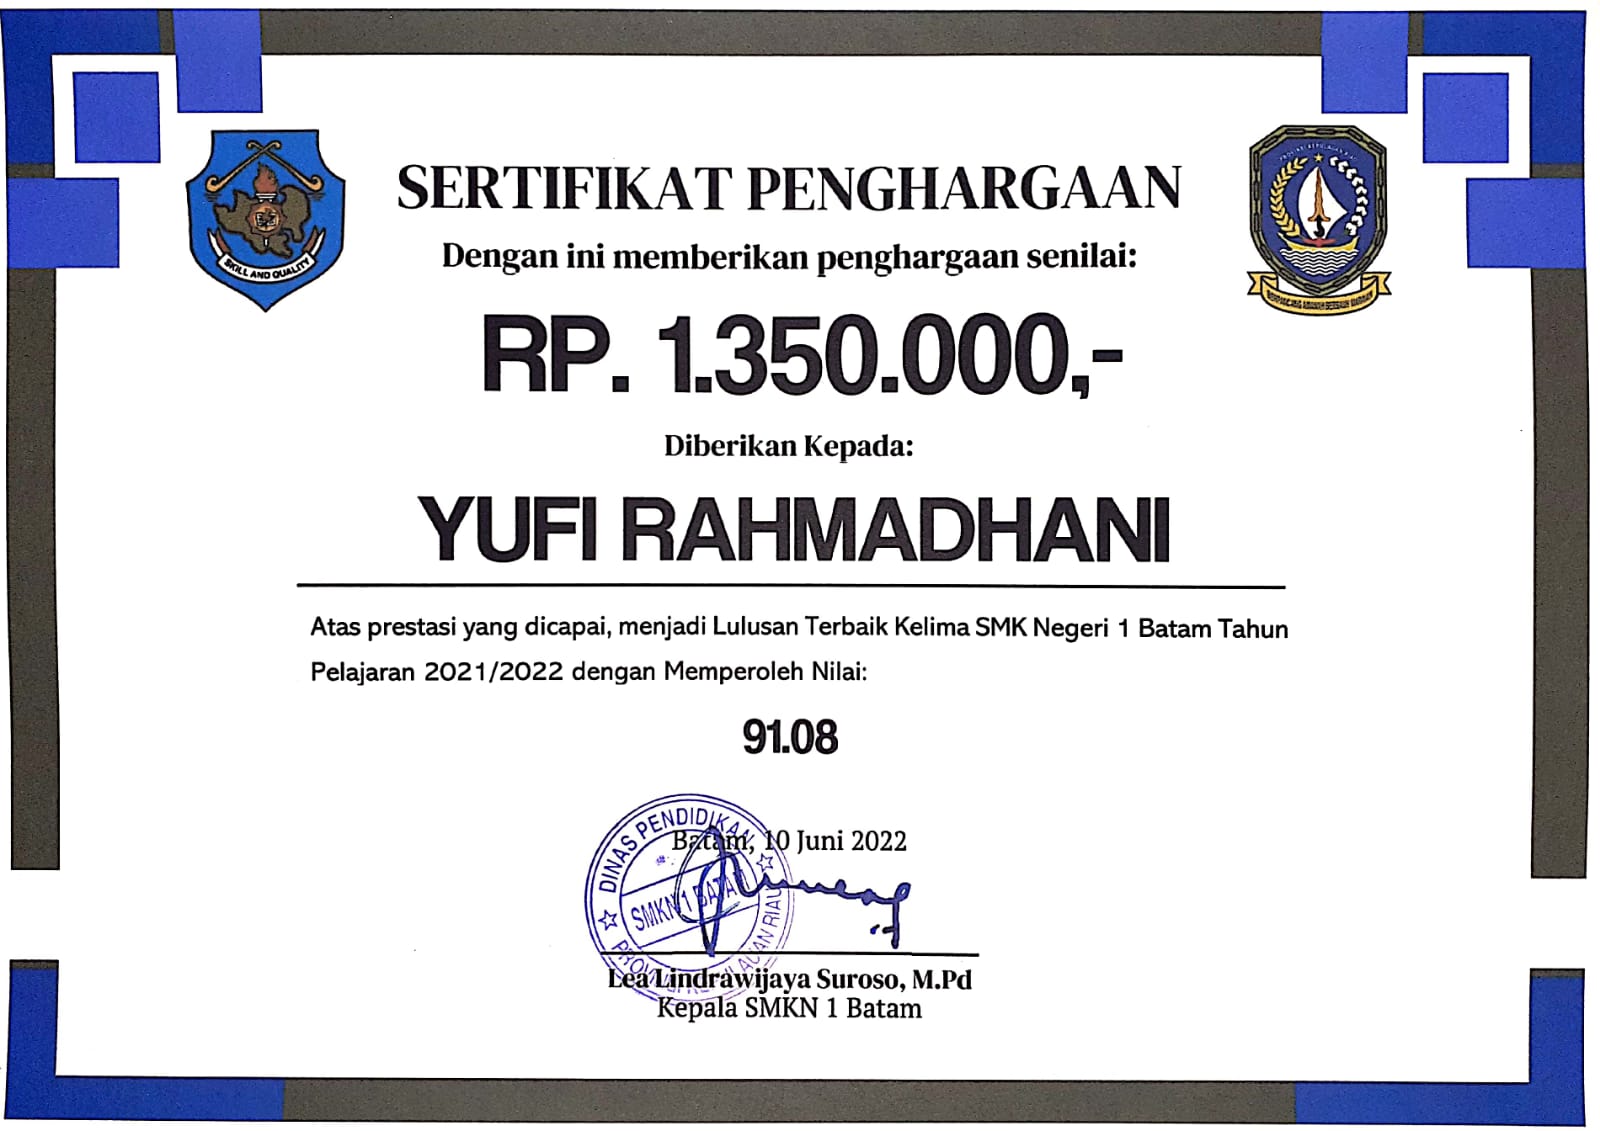 SERTIFIKAT PENGHARGAAN
Dengan ini memberikan penghargaan senilai:
RP. 1.350.000,-
Diberikan Kepada:
YUFI RAHMADHANI
Atas prestasi yang dicapai, menjadi Lulusan Terbaik Kelima SMK Negeri 1 Batam Tahun
Pelajaran 2021/2022 dengan Memperoleh Nilai:
91.08
Batam, 10 Juni 2022
Lea Lindrawijaya Suroso, M.Pd
Kepala SMKN 1 Batam
SKILL AND QUALITY
PROVINSI KEPULAUAN RIAU
DINAS PENDIDIKAN
SMKN 1 BATAM
PROVINSI KEPULAUAN RIAU